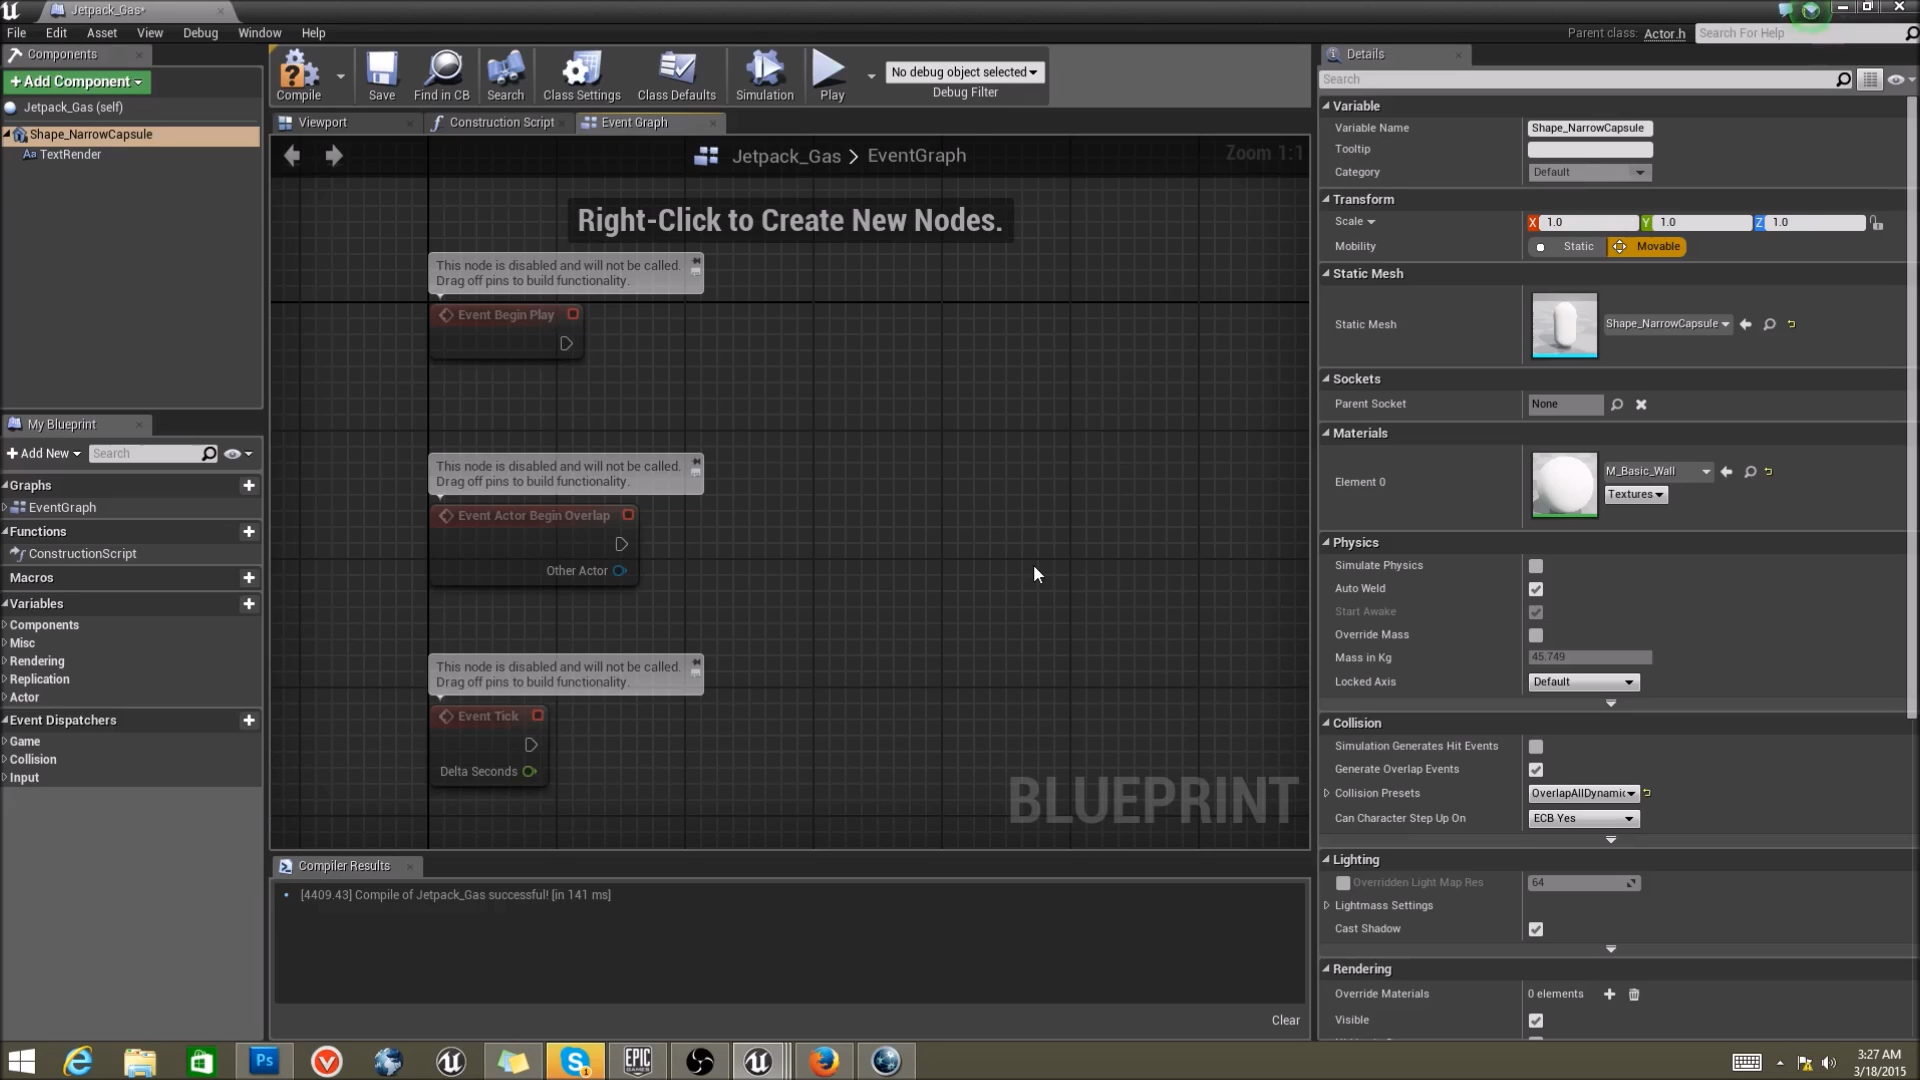 Jetpack_Gas*
File Edit Asset View Debug Window Help
Parent class: Actor.h Search For Help
Components
Add Component
Jetpack_Gas (self)
Shape_NarrowCapsule
Aa TextRender
Compile Save Find in CB Search Class Settings Class Defaults Simulation Play
No debug object selected
Debug Filter
Viewport Construction Script Event Graph
Jetpack_Gas > EventGraph
Zoom 1:1
Right-Click to Create New Nodes.
This node is disabled and will not be called.
Drag off pins to build functionality.
Event Begin Play
This node is disabled and will not be called.
Drag off pins to build functionality.
Event Actor Begin Overlap
Other Actor
This node is disabled and will not be called.
Drag off pins to build functionality.
Event Tick
Delta Seconds
BLUEPRINT
My Blueprint
Add New Search
Graphs
EventGraph
Functions
ConstructionScript
Macros
Variables
Components
Misc
Rendering
Replication
Actor
Event Dispatchers
Game
Collision
Input
Compiler Results
[4409.43] Compile of Jetpack_Gas successful! [in 141 ms]
Clear
Details
Search
Variable
Variable Name Shape_NarrowCapsule
Tooltip
Category Default
Transform
Scale X 1.0 Y 1.0 Z 1.0
Mobility Static Movable
Static Mesh
Static Mesh Shape_NarrowCapsule
Sockets
Parent Socket None
Materials
Element 0 M_Basic_Wall
Textures
Physics
Simulate Physics
Auto Weld
Start Awake
Override Mass
Mass in Kg 45.749
Locked Axis Default
Collision
Simulation Generates Hit Events
Generate Overlap Events
Collision Presets OverlapAllDynamic
Can Character Step Up On ECB Yes
Lighting
Overridden Light Map Res 64
Lightmass Settings
Cast Shadow
Rendering
Override Materials 0 elements
Visible
Ps
S
1
EPIC
GAMES
3:27 AM
3/18/2015